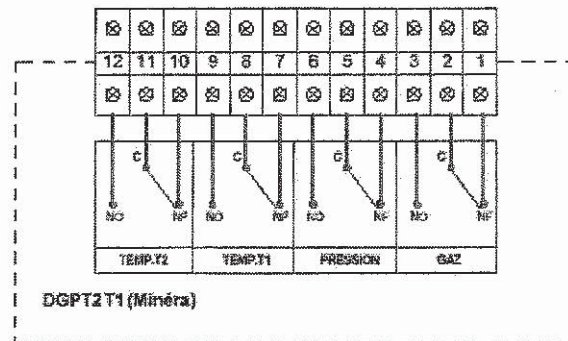 12 11 10 9 8 7 6 5 4 3 2 1
C C C C
NO NF NO NF NO NF NO NF
TEMP.T2 TEMP.T1 PRESSION GAZ
DGPT2 T1 (Minéra)